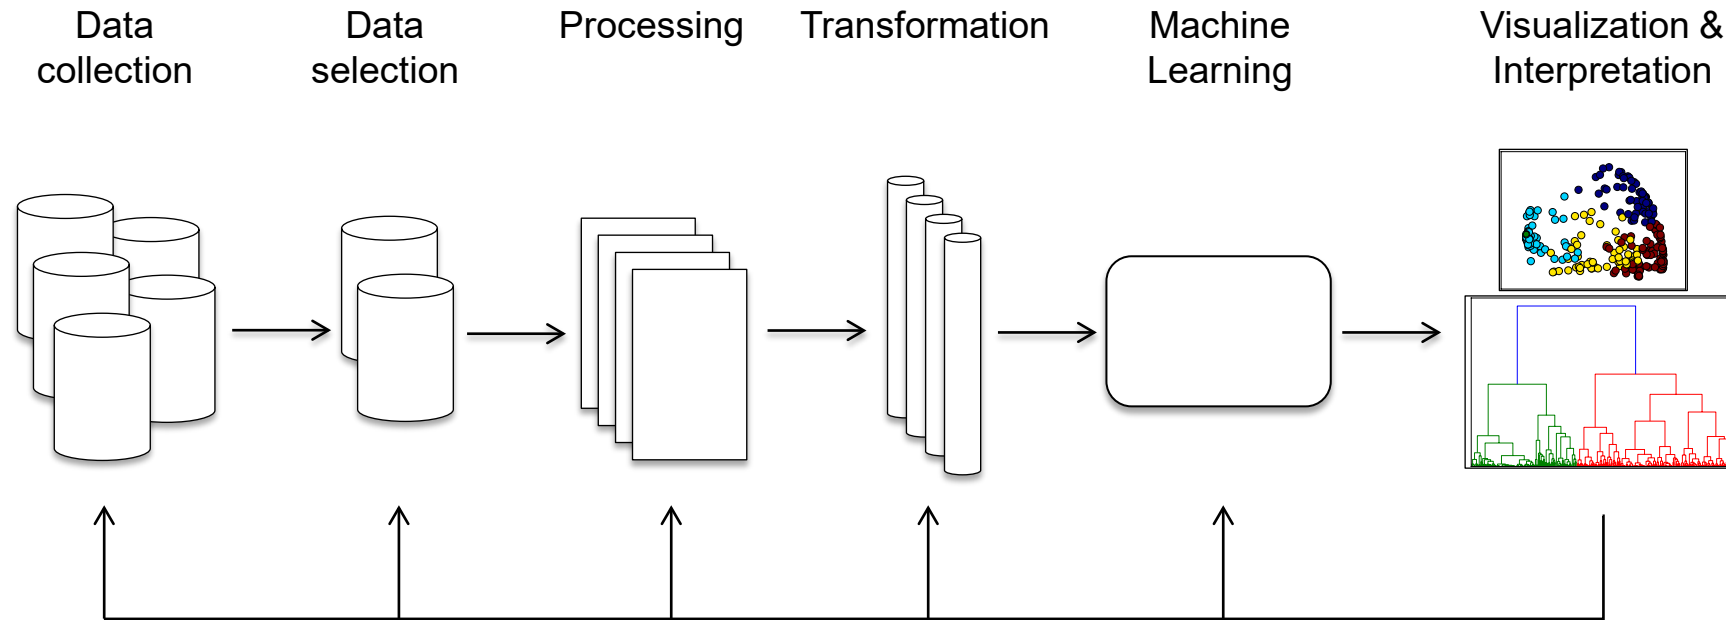 Data
collection
Data
selection
Processing
Transformation
Machine
Learning
Visualization &
Interpretation